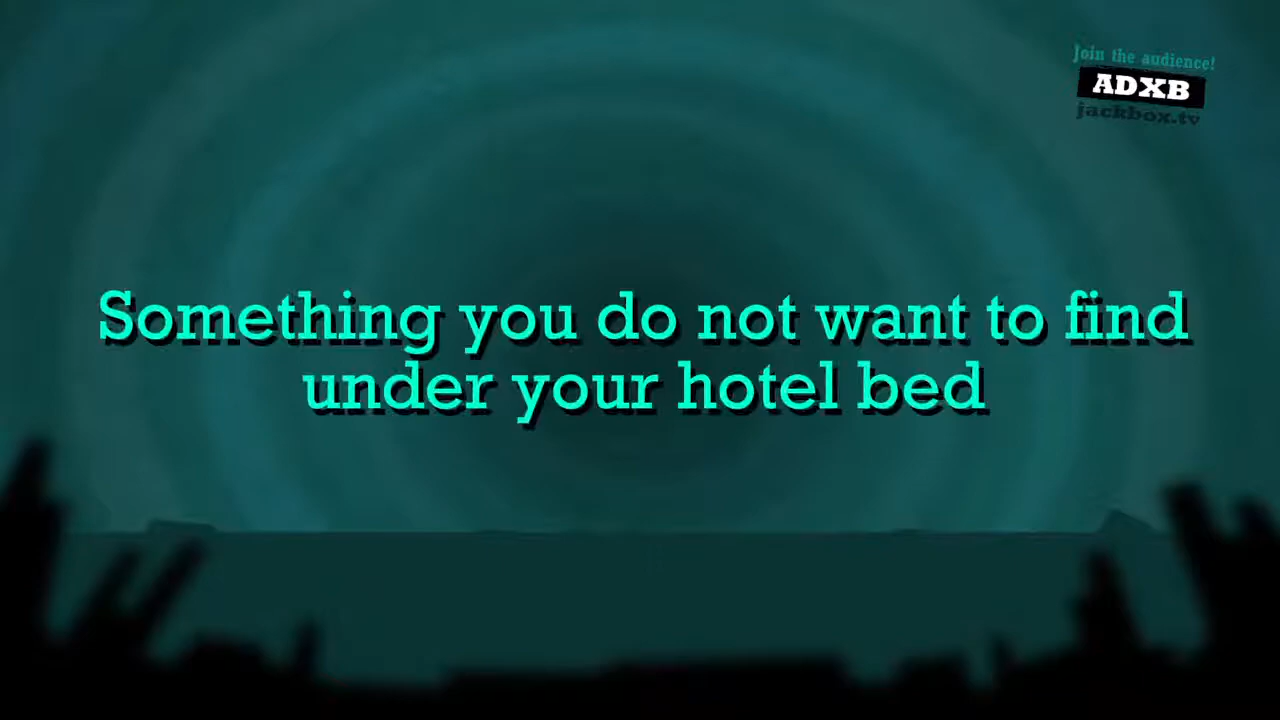 Join the audience!
ADXB
jackbox.tv
Something you do not want to find
under your hotel bed